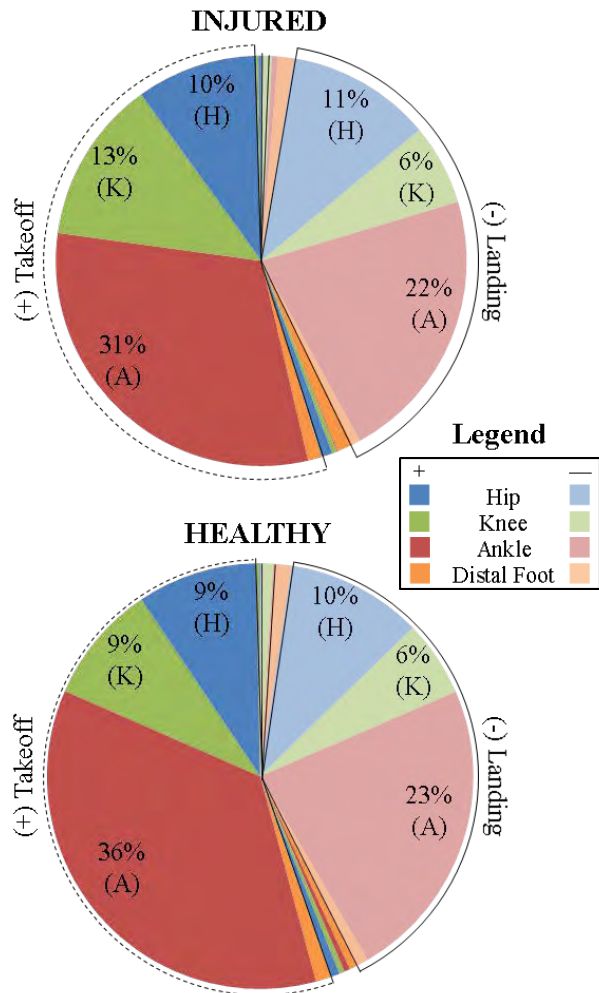 INJURED
10%
(H)
11%
(H)
13%
(K)
6%
(K)
(+) Takeoff
(-) Landing
22%
(A)
31%
(A)
Legend
+ —
Hip
Knee
Ankle
Distal Foot
HEALTHY
9%
(H)
10%
(H)
9%
(K)
6%
(K)
(+) Takeoff
(-) Landing
23%
(A)
36%
(A)